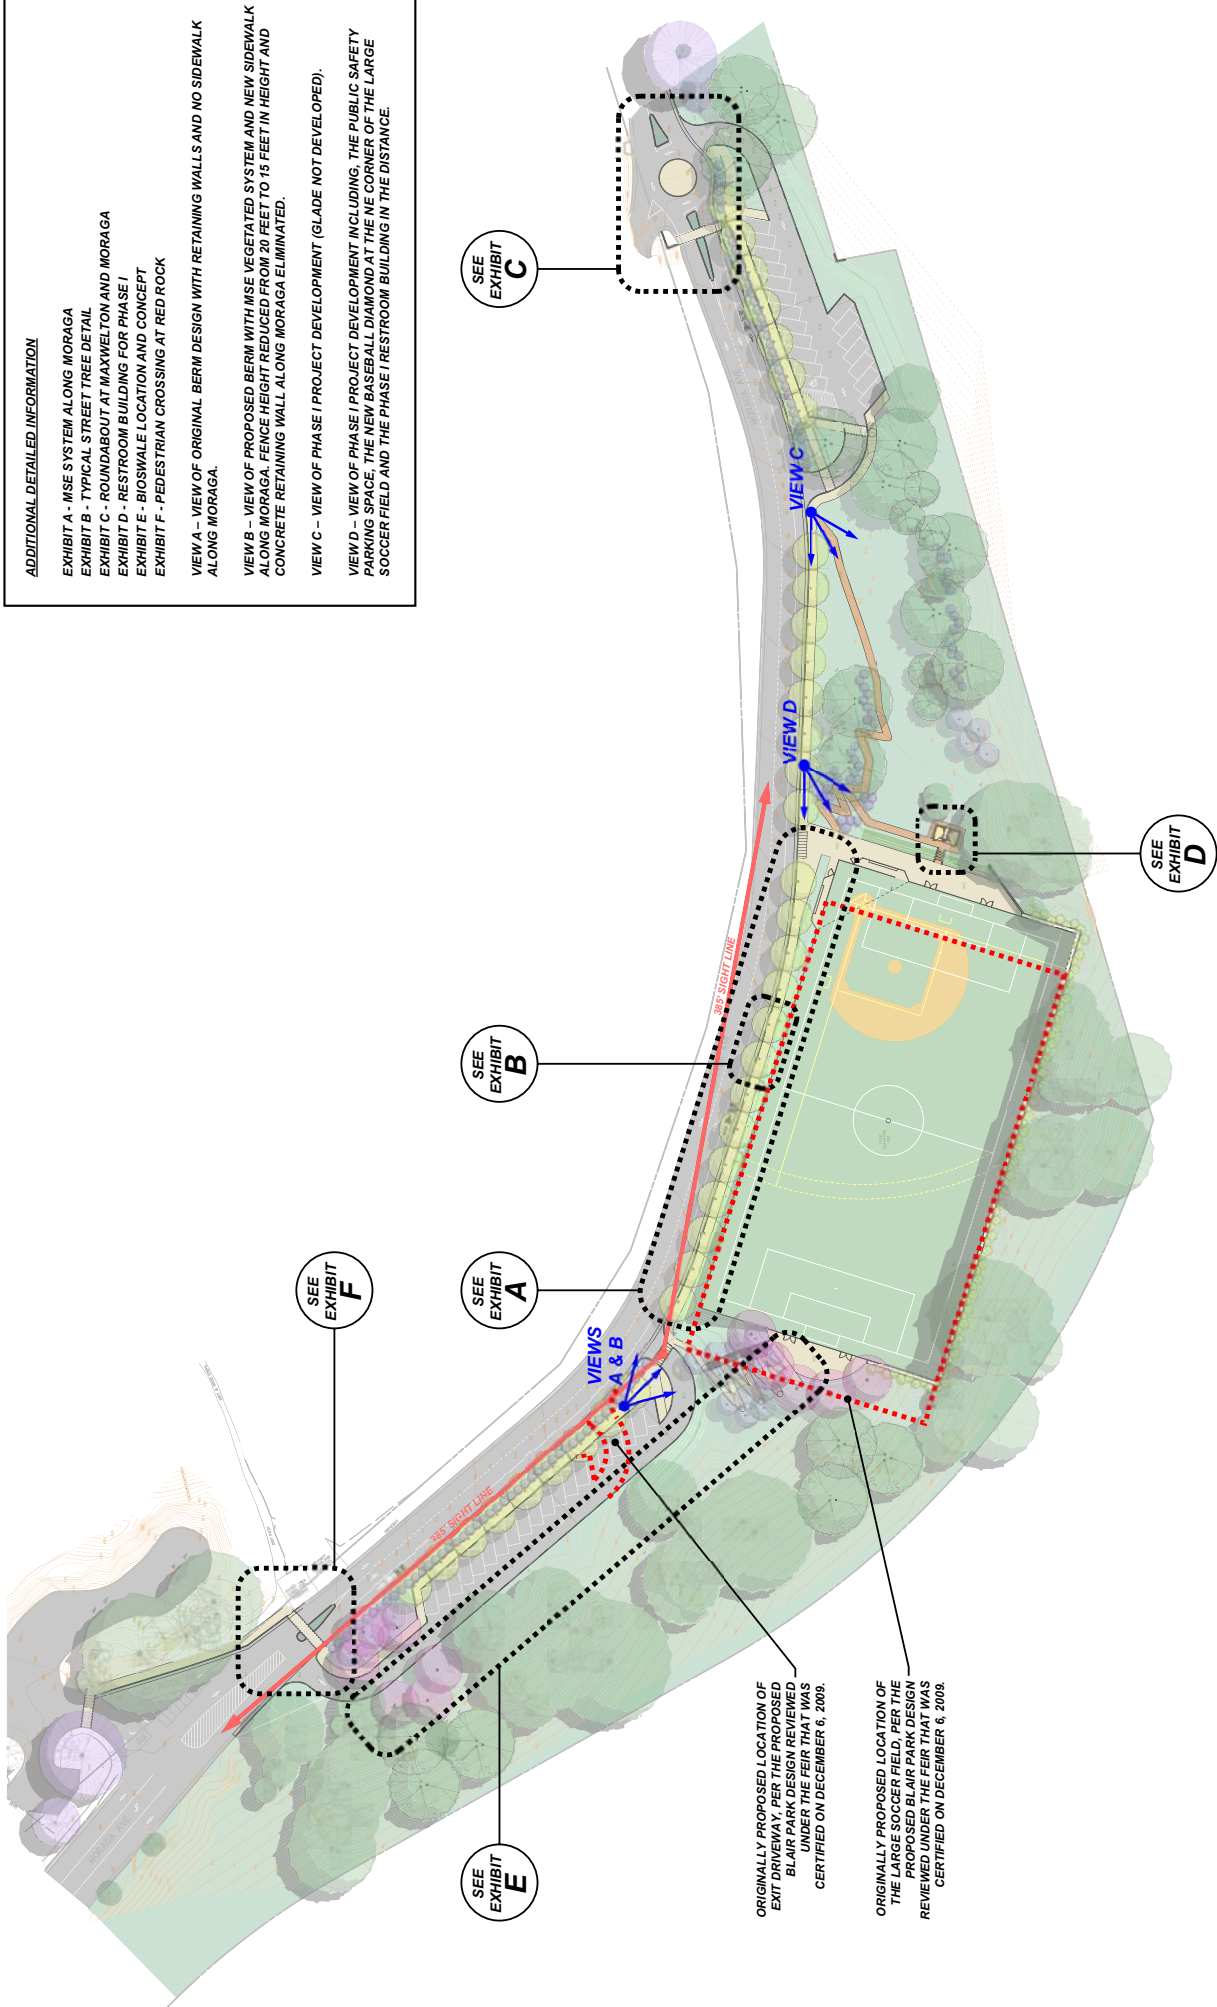 ADDITIONAL DETAILED INFORMATION
EXHIBIT A - MSE SYSTEM ALONG MORAGA
EXHIBIT B - TYPICAL STREET TREE DETAIL
EXHIBIT C - ROUNDABOUT AT MAXWELTON AND MORAGA
EXHIBIT D - RESTROOM BUILDING FOR PHASE I
EXHIBIT E - BIOSWALE LOCATION AND CONCEPT
EXHIBIT F - PEDESTRIAN CROSSING AT RED ROCK
VIEW A – VIEW OF ORIGINAL BERM DESIGN WITH RETAINING WALLS AND NO SIDEWALK
ALONG MORAGA.
VIEW B – VIEW OF PROPOSED BERM WITH MSE VEGETATED SYSTEM AND NEW SIDEWALK
ALONG MORAGA. FENCE HEIGHT REDUCED FROM 20 FEET TO 15 FEET IN HEIGHT AND
CONCRETE RETAINING WALL ALONG MORAGA ELIMINATED.
VIEW C – VIEW OF PHASE I PROJECT DEVELOPMENT (GLADE NOT DEVELOPED).
VIEW D – VIEW OF PHASE I PROJECT DEVELOPMENT INCLUDING, THE PUBLIC SAFETY
PARKING SPACE, THE NEW BASEBALL DIAMOND AT THE NE CORNER OF THE LARGE
SOCCER FIELD AND THE PHASE I RESTROOM BUILDING IN THE DISTANCE.
SEE
EXHIBIT
F
SEE
EXHIBIT
E
SEE
EXHIBIT
A
SEE
EXHIBIT
B
SEE
EXHIBIT
C
SEE
EXHIBIT
D
VIEWS
A & B
VIEW D
VIEW C
385' SIGHT LINE
385' SIGHT LINE
MORAGA AVE
ORIGINALLY PROPOSED LOCATION OF
EXIT DRIVEWAY, PER THE PROPOSED
BLAIR PARK DESIGN REVIEWED
UNDER THE FEIR THAT WAS
CERTIFIED ON DECEMBER 6, 2009.
ORIGINALLY PROPOSED LOCATION OF
THE LARGE SOCCER FIELD, PER THE
PROPOSED BLAIR PARK DESIGN
REVIEWED UNDER THE FEIR THAT WAS
CERTIFIED ON DECEMBER 6, 2009.